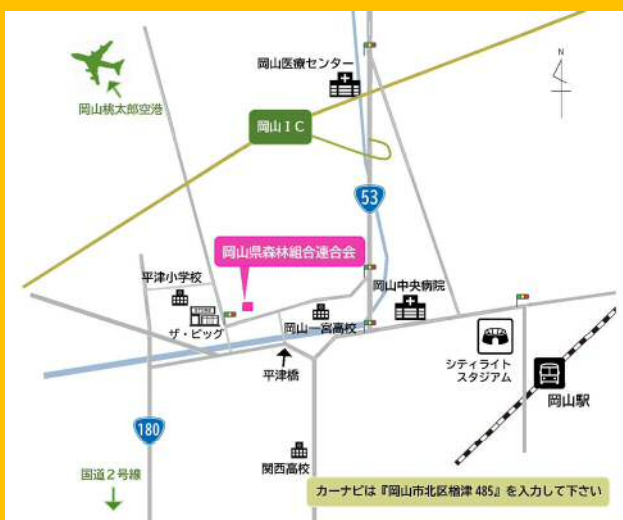 岡山医療センター
N
岡山桃太郎空港
岡山IC
53
岡山県森林組合連合会
平津小学校
岡山中央病院
ザ・ビッグ
岡山一宮高校
シティライト
スタジアム
平津橋
岡山駅
180
関西高校
国道2号線
カーナビは『岡山市北区楢津 485』を入力して下さい